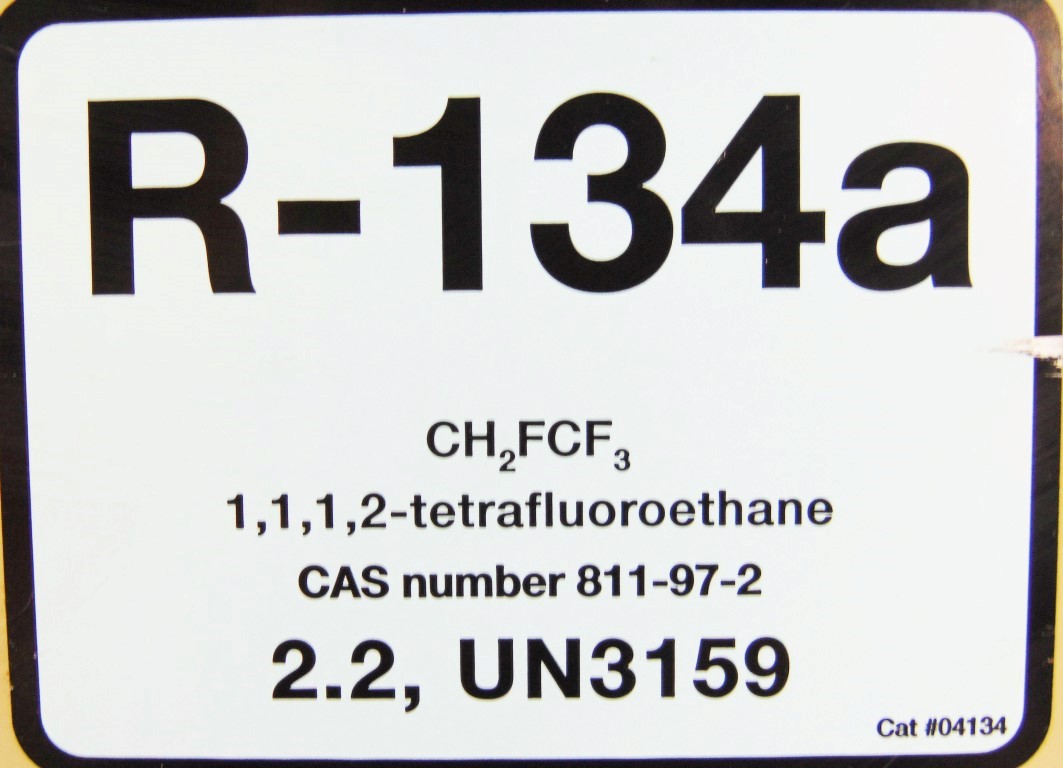 R-134a
CH₂FCF₃
1,1,1,2-tetrafluoroethane
CAS number 811-97-2
2.2, UN3159
Cat #04134